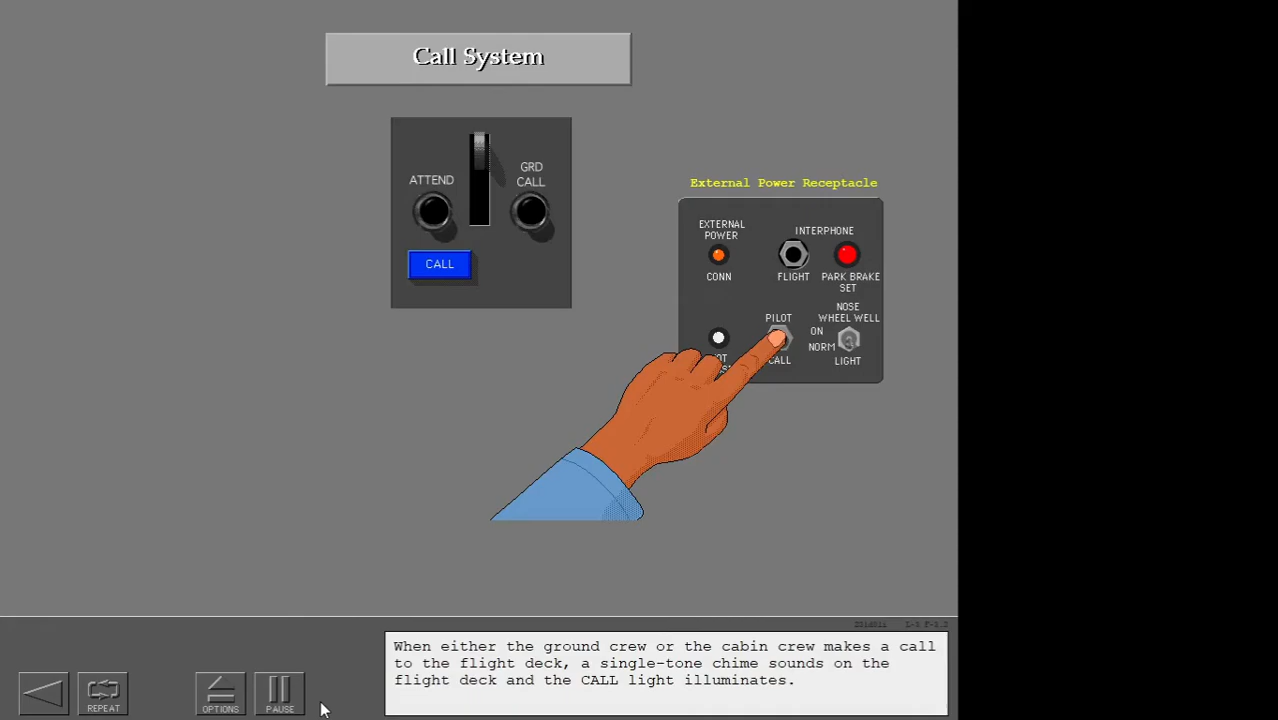 Call System
ATTEND
GRD
CALL
CALL
External Power Receptacle
EXTERNAL
POWER
INTERPHONE
CONN
FLIGHT
PARK BRAKE
SET
PILOT
CALL
NOSE
WHEEL WELL
ON
NORM
LIGHT
When either the ground crew or the cabin crew makes a call
to the flight deck, a single-tone chime sounds on the
flight deck and the CALL light illuminates.
REPEAT
OPTIONS
PAUSE